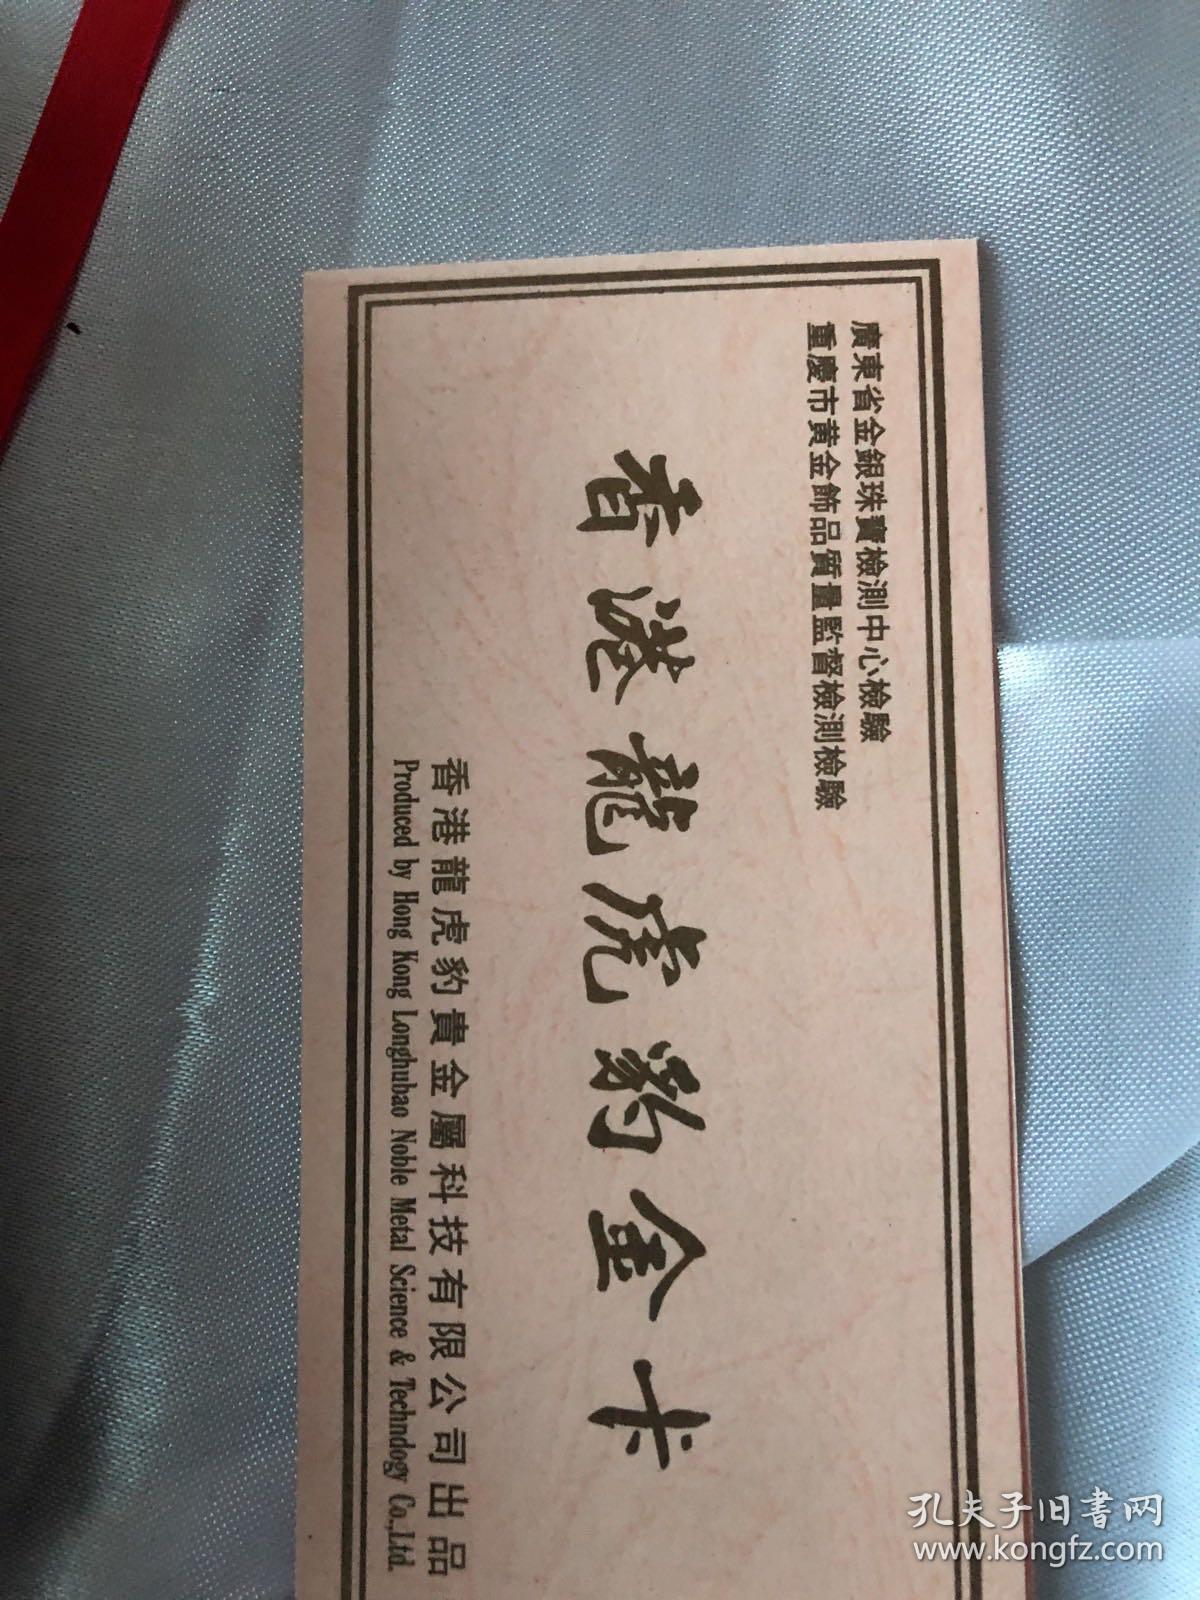 廣東省金銀珠寶檢測中心檢驗
重慶市黄金飾品質量監督檢測檢驗
香港龍虎豹金卡
香港龍虎豹貴金屬科技有限公司出品
Produced by Hong Kong Longhubao Noble Metal Science & Techndogy Co.,Ltd.
孔夫子旧书网
www.kongfz.com